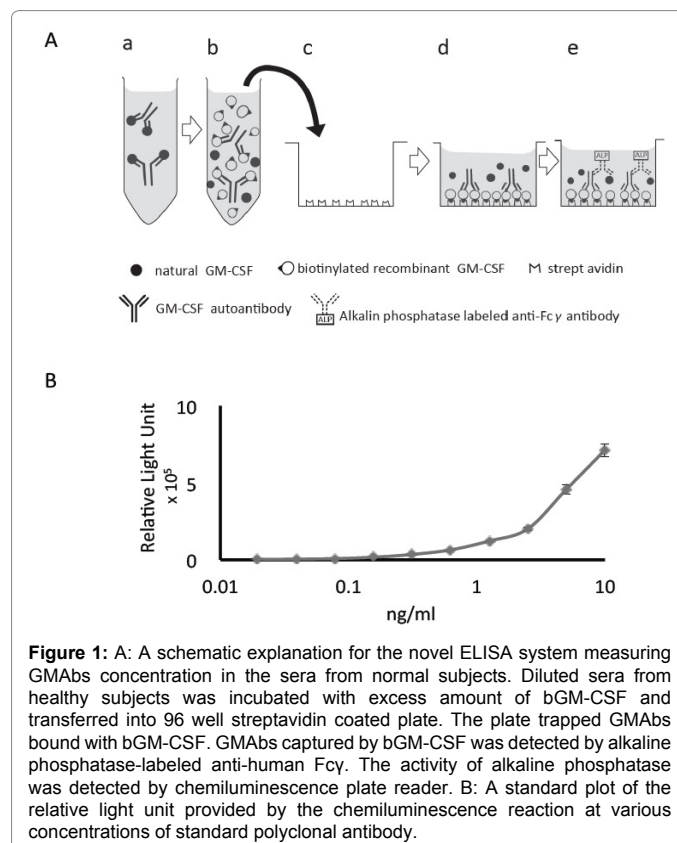 A
a b c d e
ALP ALP
natural GM-CSF biotinylated recombinant GM-CSF strept avidin
GM-CSF autoantibody ALP Alkalin phosphatase labeled anti-Fcγ antibody
B
Relative Light Unit
x 10⁵
10
5
0
0.01 0.1 1 10
ng/ml
Figure 1: A: A schematic explanation for the novel ELISA system measuring
GMAbs concentration in the sera from normal subjects. Diluted sera from
healthy subjects was incubated with excess amount of bGM-CSF and
transferred into 96 well streptavidin coated plate. The plate trapped GMAbs
bound with bGM-CSF. GMAbs captured by bGM-CSF was detected by alkaline
phosphatase-labeled anti-human Fcγ. The activity of alkaline phosphatase
was detected by chemiluminescence plate reader. B: A standard plot of the
relative light unit provided by the chemiluminescence reaction at various
concentrations of standard polyclonal antibody.